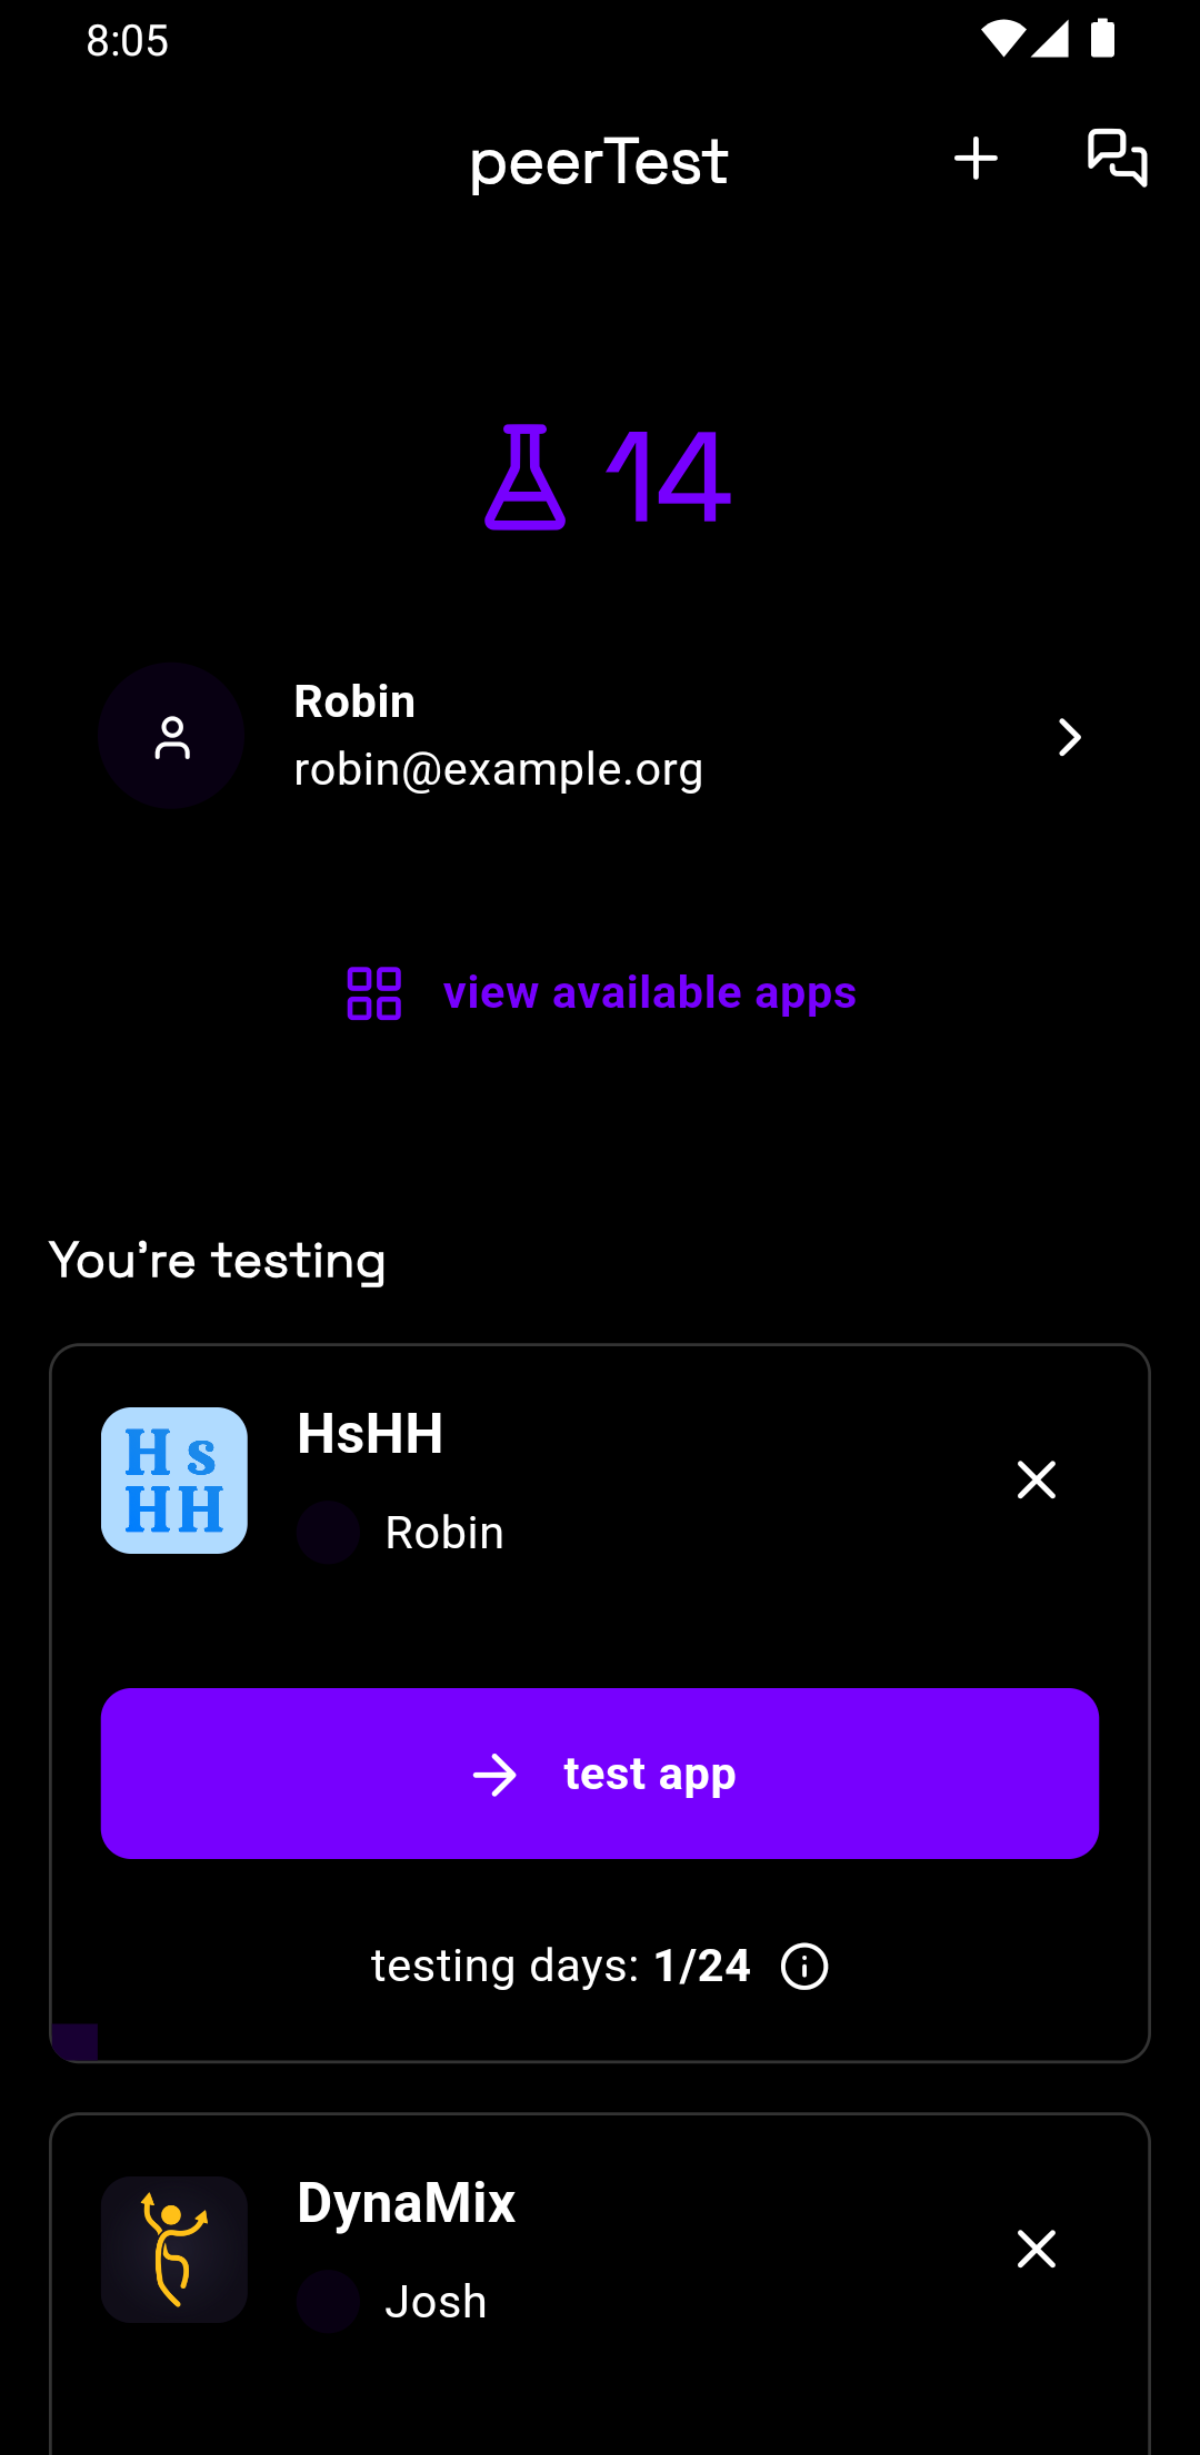 8:05
peerTest
14
Robin
robin@example.org
view available apps
You're testing
H s
HH
HsHH
Robin
test app
testing days: 1/24
DynaMix
Josh